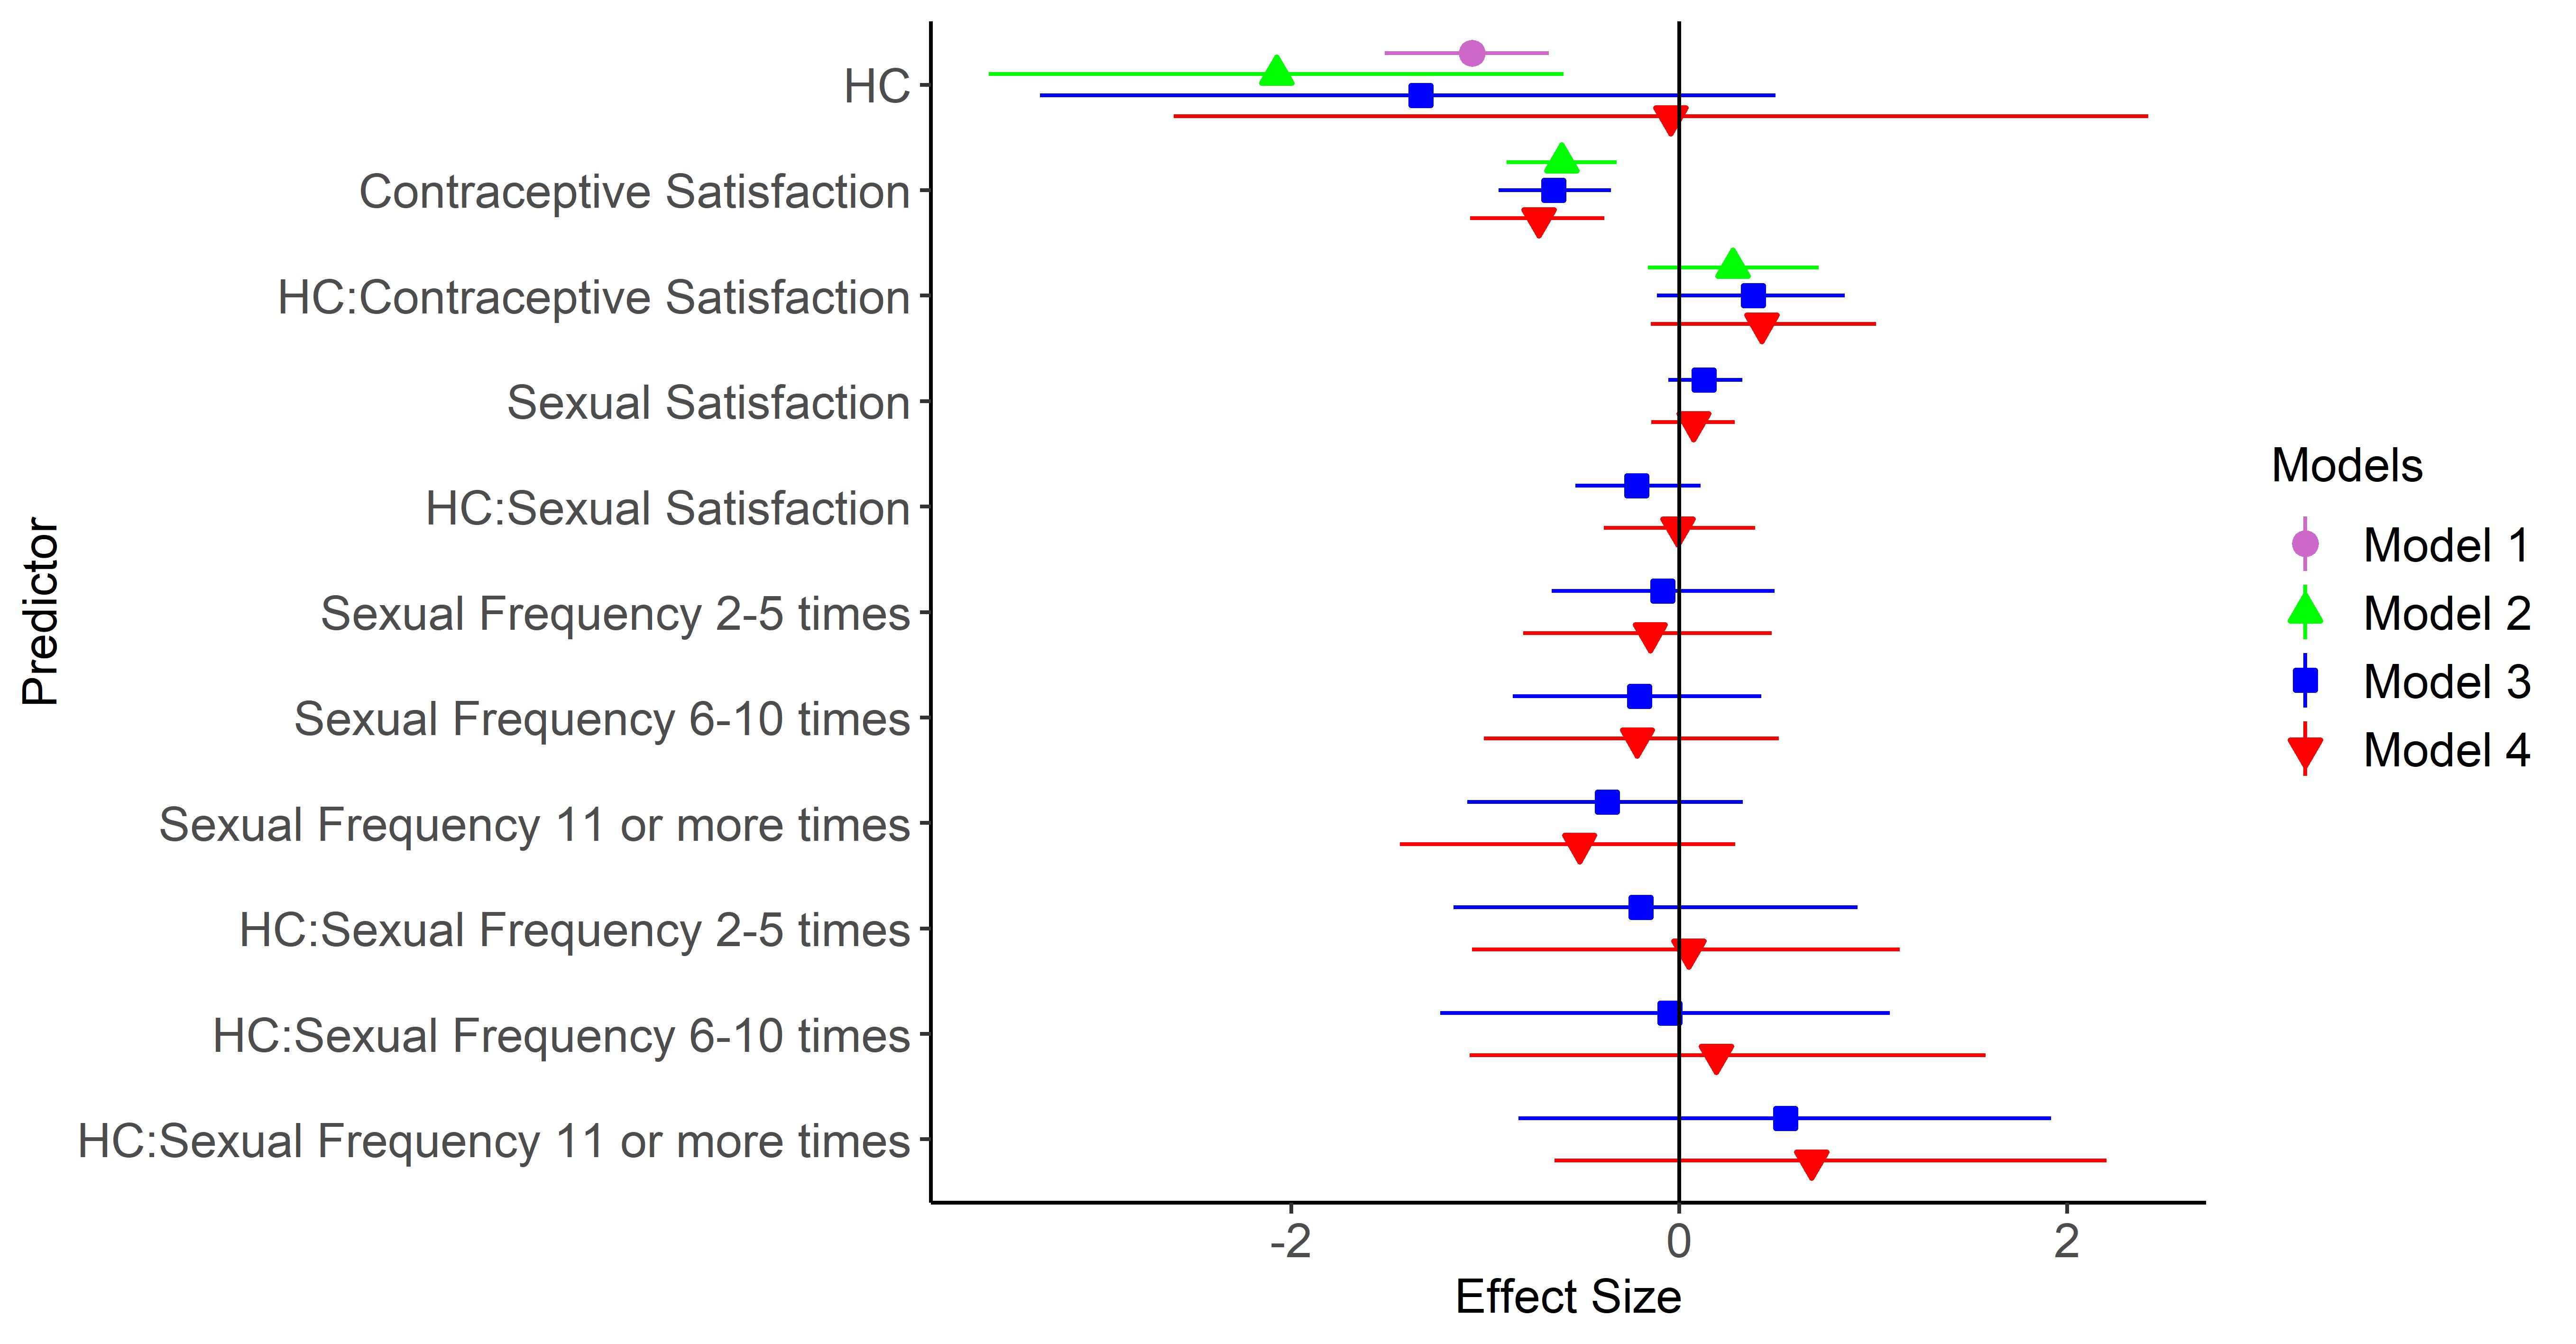 HC
Contraceptive Satisfaction
HC:Contraceptive Satisfaction
Sexual Satisfaction
HC:Sexual Satisfaction
Sexual Frequency 2-5 times
Sexual Frequency 6-10 times
Sexual Frequency 11 or more times
HC:Sexual Frequency 2-5 times
HC:Sexual Frequency 6-10 times
HC:Sexual Frequency 11 or more times
Predictor
-2 0 2
Effect Size
Models
Model 1
Model 2
Model 3
Model 4